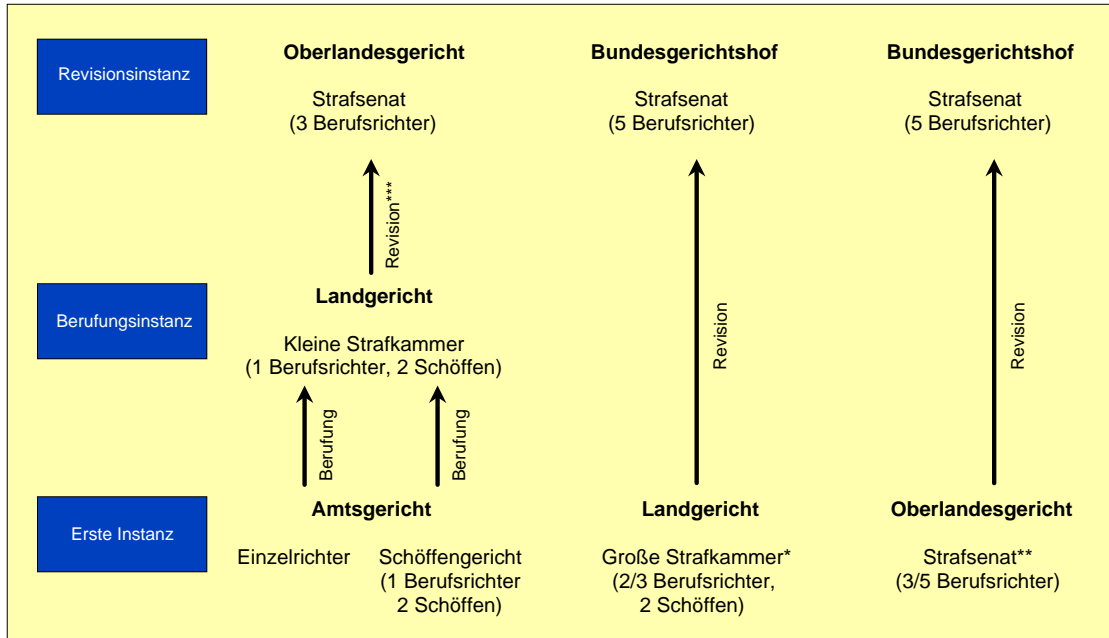 Revisionsinstanz
Oberlandesgericht
Strafsenat
(3 Berufsrichter)
Bundesgerichtshof
Strafsenat
(5 Berufsrichter)
Bundesgerichtshof
Strafsenat
(5 Berufsrichter)
Revision***
Berufungsinstanz
Landgericht
Kleine Strafkammer
(1 Berufsrichter, 2 Schöffen)
Revision
Revision
Berufung
Berufung
Erste Instanz
Amtsgericht
Einzelrichter
Schöffengericht
(1 Berufsrichter
2 Schöffen)
Landgericht
Große Strafkammer*
(2/3 Berufsrichter,
2 Schöffen)
Oberlandesgericht
Strafsenat**
(3/5 Berufsrichter)